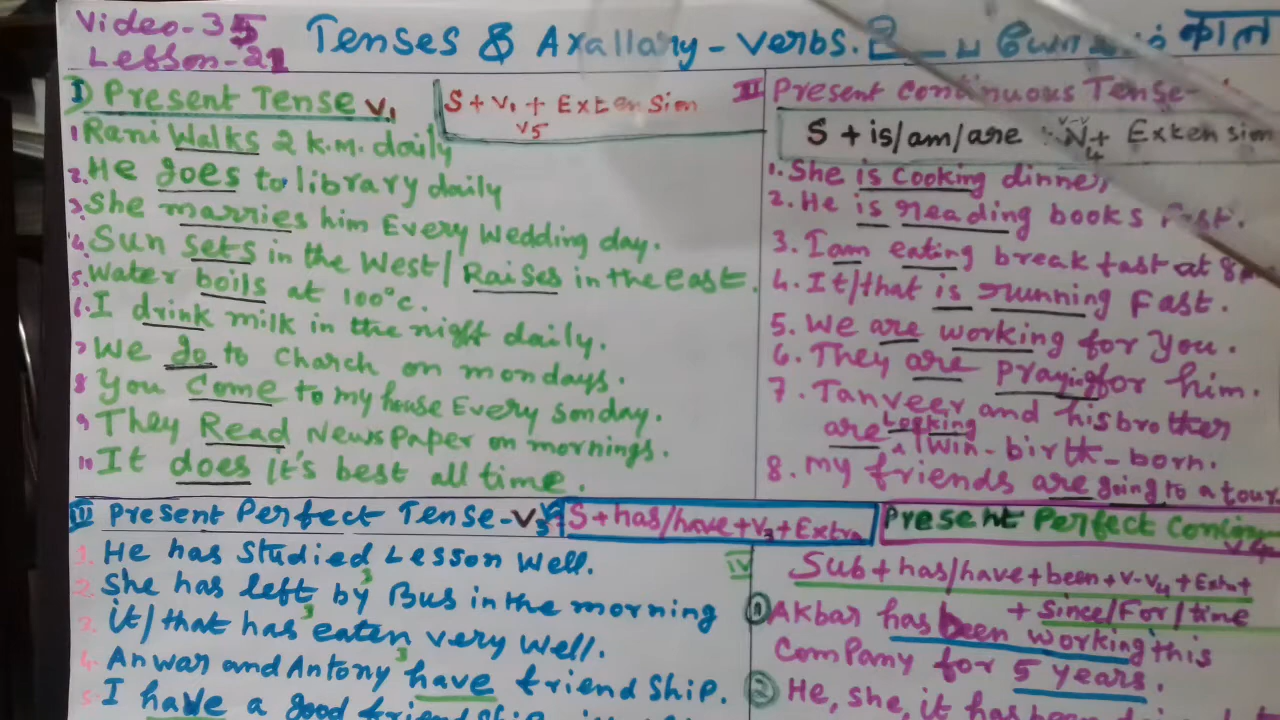 Video-35
Lesson-21
Tenses & Axallary-Verbs.
काल
I) Present Tense V1
S + V1 + Extension
V5
1. Rani Walks 2 K.M. daily
2. He goes to library daily
3. She marries him Every Wedding day.
4. Sun sets in the West/ Raises in the east.
5. Water boils at 100°c.
6. I drink milk in the night daily.
7 We go to Charch on mondays.
8 You Come to my house Every sonday.
9 They Read News Paper on mornings.
10 It does it's best all time.
II Present Continuous Tense-
S + is/am/are + Extension
1. She is Cooking dinner
2. He is reading books fast.
3. I am eating break fast at 8
4. It/that is running Fast.
5. We are working for You.
6. They are praying for him.
7. Tanveer and his brother
are Looking Twin-birth-born.
8. My friends are going to a tour
III Present Perfect Tense-V3
S+has/have+V3+Extra
1. He has Studied Lesson Well.
2. She has left by Bus in the morning
3
3. it/that has eaten very Well.
3
4. Anwar and Antony have friend Ship.
3
5. I have a good
Present Perfect
V4
IV
Sub+has/have+been+V-V4+Extnt
+ Since/For/time
① Akbar has been working this
ComPany for 5 years.
② He, She, it has been